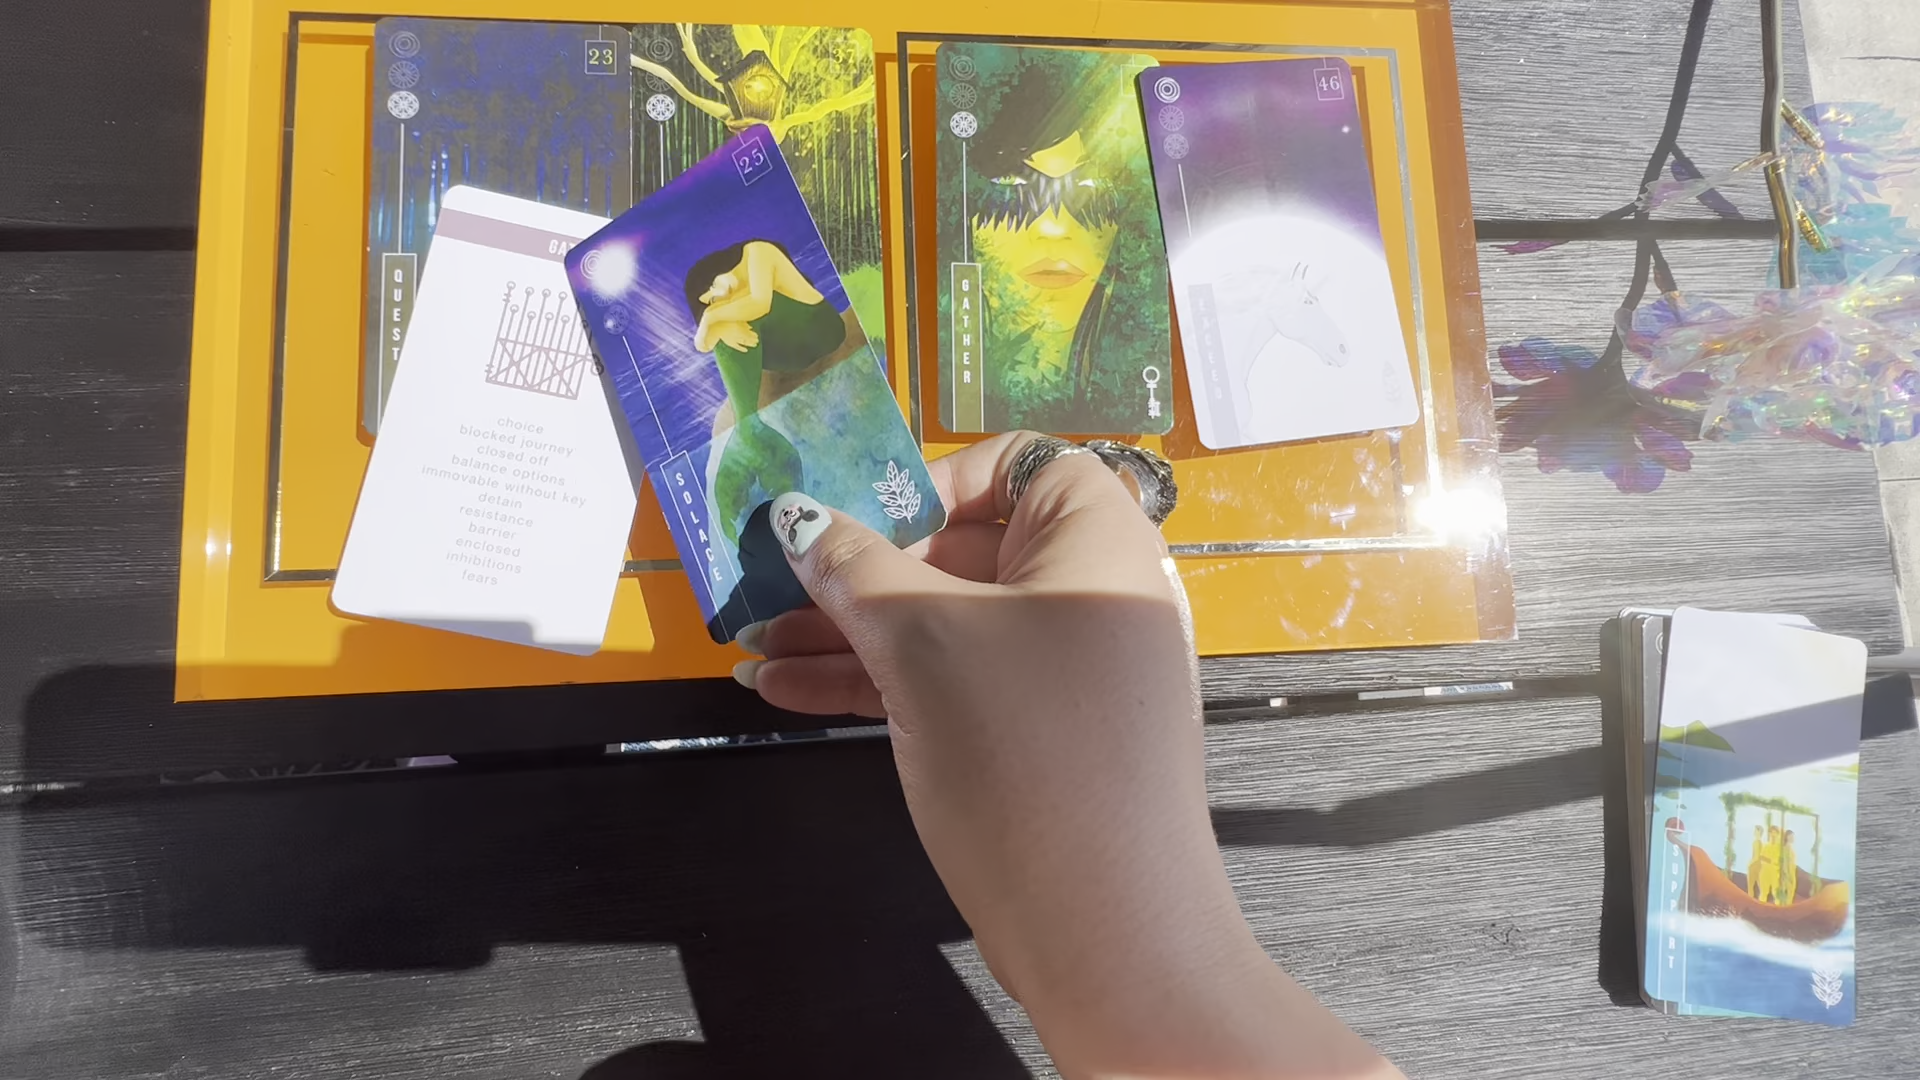 23
QUEST
37
25
SOLACE
GATHER
46
choice
blocked journey
closed off
balance options
immovable without key
detain
resistance
barrier
enclosed
inhibitions
fears
SUPPORT